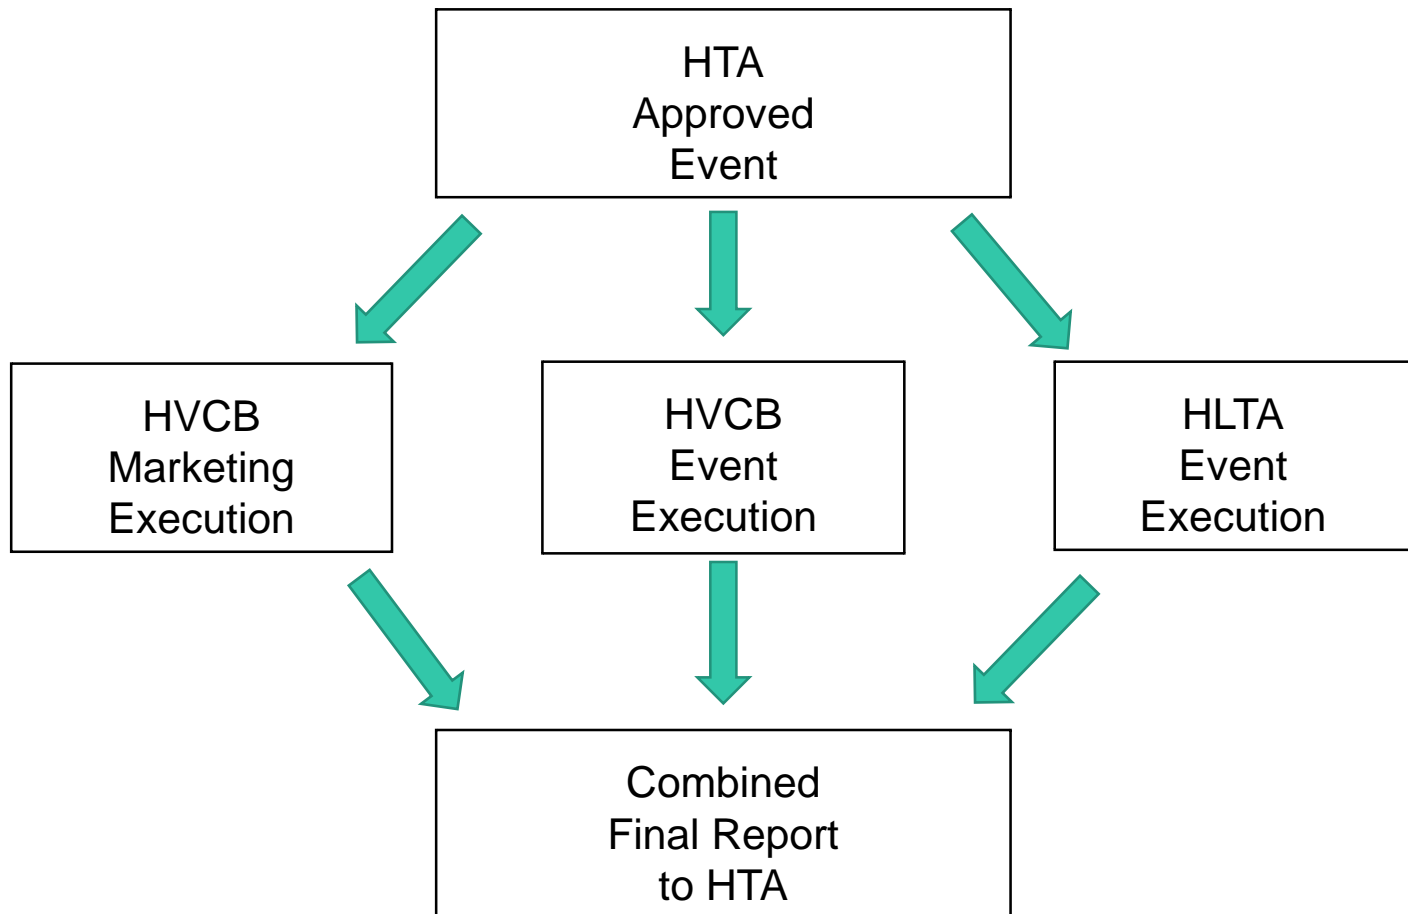 HTA
Approved
Event
HVCB
Marketing
Execution
HVCB
Event
Execution
HLTA
Event
Execution
Combined
Final Report
to HTA